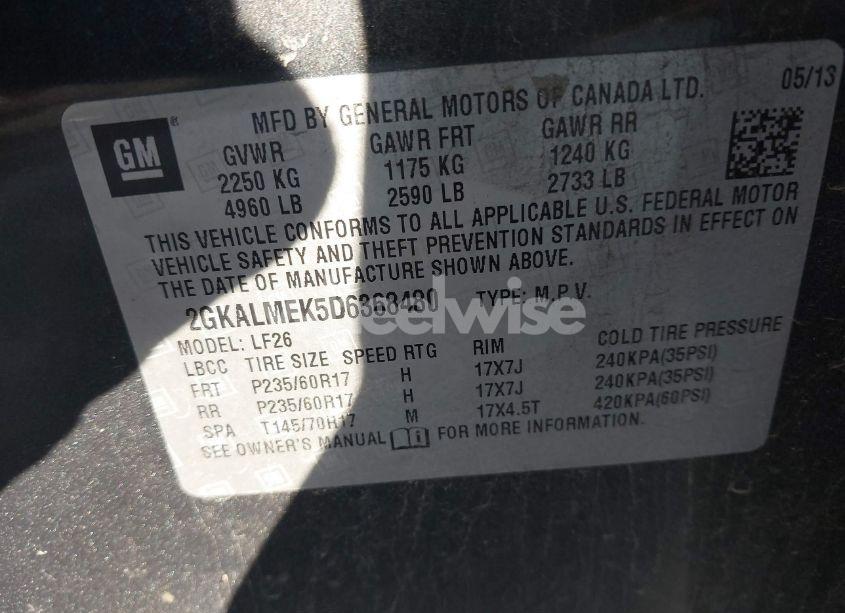 05/13
MFD BY GENERAL MOTORS OF CANADA LTD.
GM ®
GVWR GAWR FRT GAWR RR
2250 KG 1175 KG 1240 KG
4960 LB 2590 LB 2733 LB
THIS VEHICLE CONFORMS TO ALL APPLICABLE U.S. FEDERAL MOTOR
VEHICLE SAFETY AND THEFT PREVENTION STANDARDS IN EFFECT ON
THE DATE OF MANUFACTURE SHOWN ABOVE.
2GKALMEK5D6368480 TYPE: M.P.V.
eelwise
MODEL: LF26
LBCC TIRE SIZE SPEED RTG RIM COLD TIRE PRESSURE
FRT P235/60R17 H 17X7J 240KPA(35PSI)
RR P235/60R17 H 17X7J 240KPA(35PSI)
SPA T145/70H17 M 17X4.5T 420KPA(60PSI)
SEE OWNER'S MANUAL FOR MORE INFORMATION.